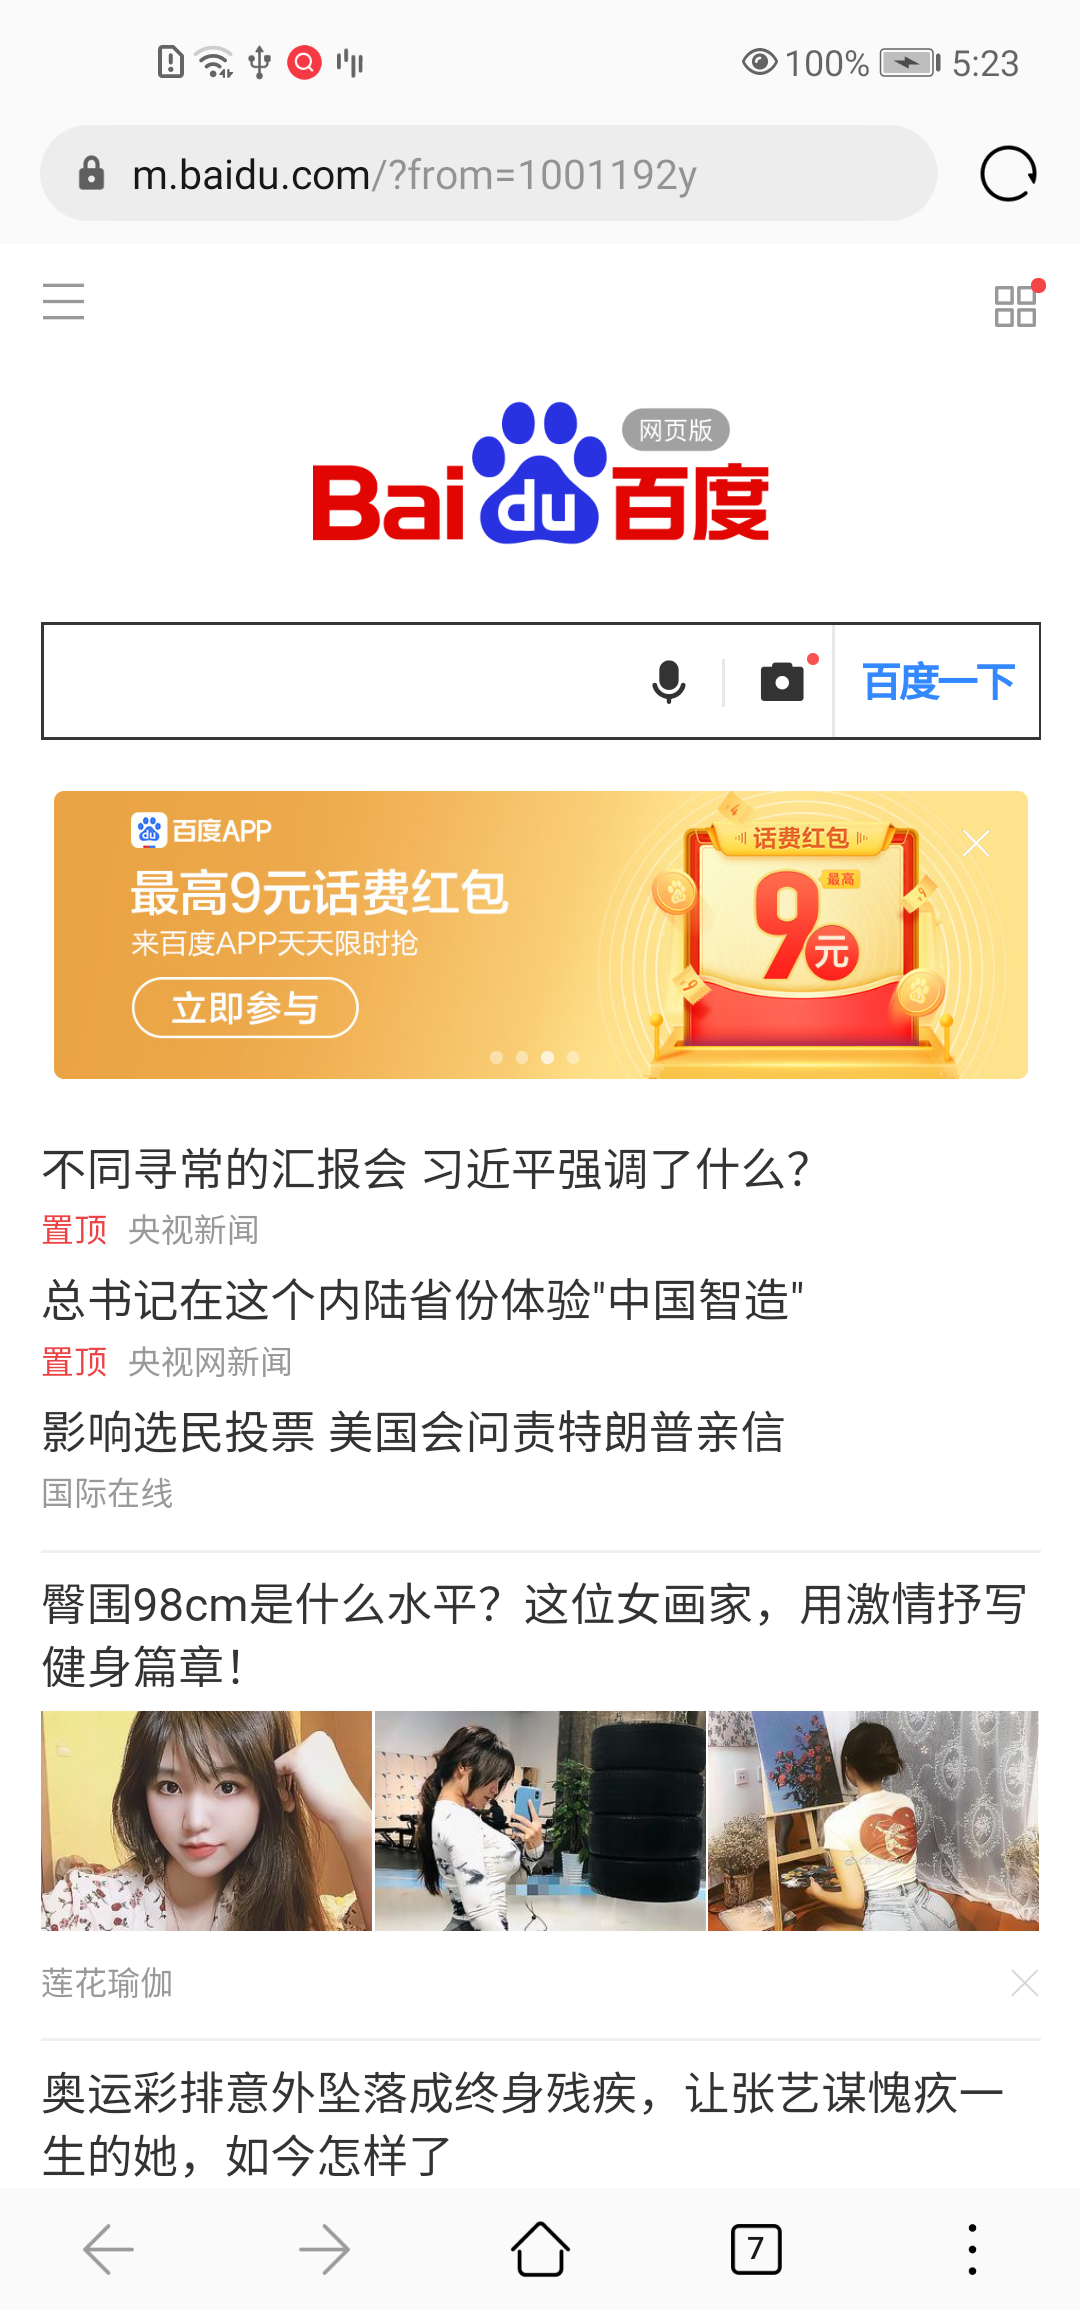 100% 5:23
m.baidu.com/?from=1001192y
网页版
Bai du 百度
百度一下
du 百度APP
最高9元话费红包
来百度APP天天限时抢
立即参与
话费红包
最高
9元
不同寻常的汇报会 习近平强调了什么？
置顶 央视新闻
总书记在这个内陆省份体验"中国智造"
置顶 央视网新闻
影响选民投票 美国会问责特朗普亲信
国际在线
臀围98cm是什么水平？这位女画家，用激情抒写
健身篇章！
莲花瑜伽
奥运彩排意外坠落成终身残疾，让张艺谋愧疚一
生的她，如今怎样了
7